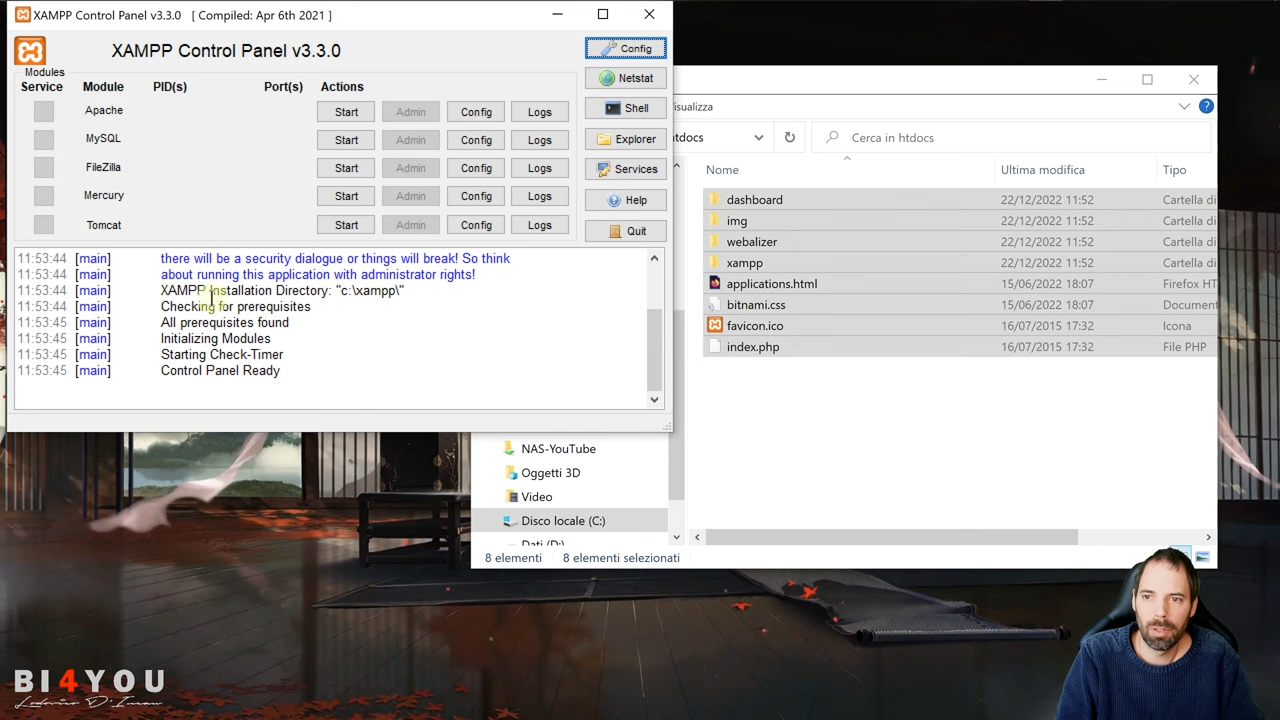 XAMPP Control Panel v3.3.0 [ Compiled: Apr 6th 2021 ]
XAMPP Control Panel v3.3.0
Config
Modules
Service Module PID(s) Port(s) Actions
Netstat
Apache Start Admin Config Logs
Shell
MySQL Start Admin Config Logs
Explorer
FileZilla Start Admin Config Logs
Services
Mercury Start Admin Config Logs
Help
Tomcat Start Admin Config Logs
Quit
there will be a security dialogue or things will break! So think
11:53:44 [main]
11:53:44 [main] about running this application with administrator rights!
11:53:44 [main] XAMPP Installation Directory: "c:\xampp\"
11:53:44 [main] Checking for prerequisites
11:53:45 [main] All prerequisites found
11:53:45 [main] Initializing Modules
11:53:45 [main] Starting Check-Timer
11:53:45 [main] Control Panel Ready
Visualizza
htdocs
Cerca in htdocs
Nome Ultima modifica Tipo
dashboard 22/12/2022 11:52 Cartella di
img 22/12/2022 11:52 Cartella di
webalizer 22/12/2022 11:52 Cartella di
xampp 22/12/2022 11:52 Cartella di
applications.html 15/06/2022 18:07 Firefox HT
bitnami.css 15/06/2022 18:07 Document
favicon.ico 16/07/2015 17:32 Icona
index.php 16/07/2015 17:32 File PHP
NAS-YouTube
Oggetti 3D
Video
Disco locale (C:)
Dati (D:)
8 elementi 8 elementi selezionati
BI4YOU